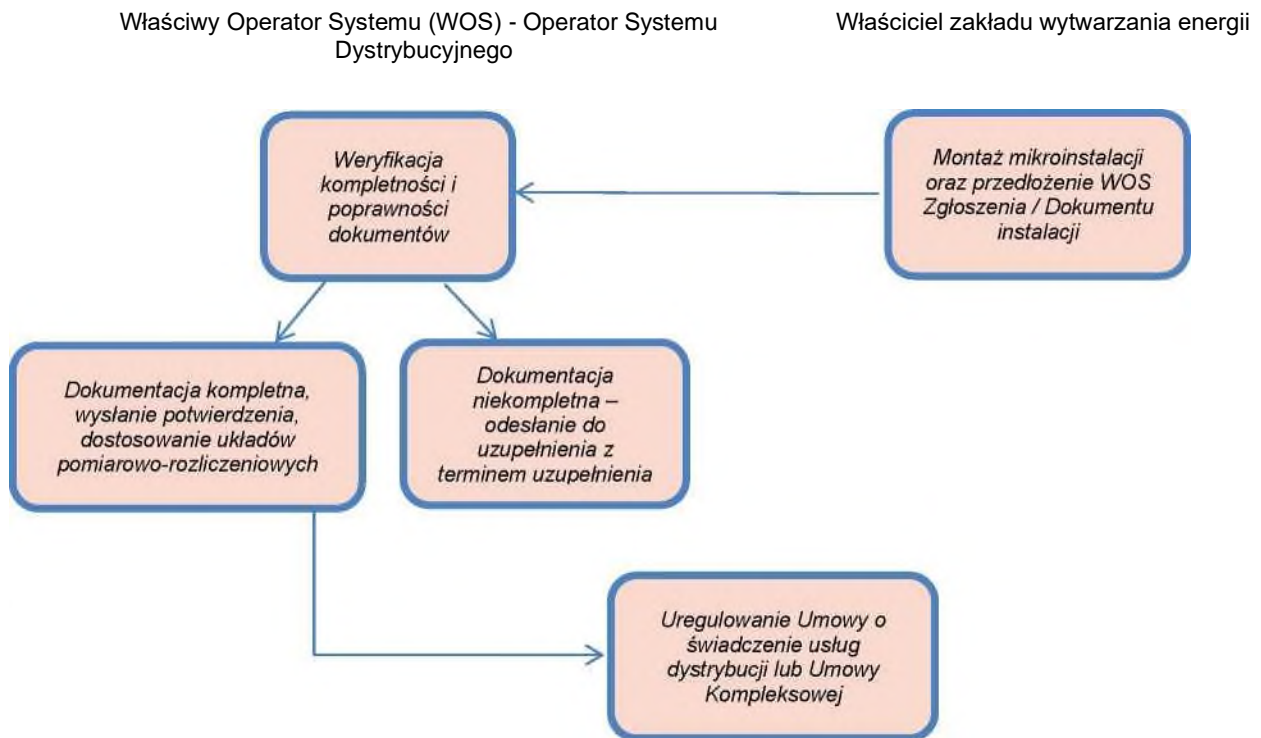 Właściwy Operator Systemu (WOS) - Operator Systemu
Dystrybucyjnego
Właściciel zakładu wytwarzania energii
Weryfikacja
kompletności i
poprawności
dokumentów
Montaż mikroinstalacji
oraz przedłożenie WOS
Zgłoszenia / Dokumentu
instalacji
Dokumentacja kompletna,
wysłanie potwierdzenia,
dostosowanie układów
pomiarowo-rozliczeniowych
Dokumentacja
niekompletna –
odesłanie do
uzupełnienia z
terminem uzupełnienia
Uregulowanie Umowy o
świadczenie usług
dystrybucji lub Umowy
Kompleksowej